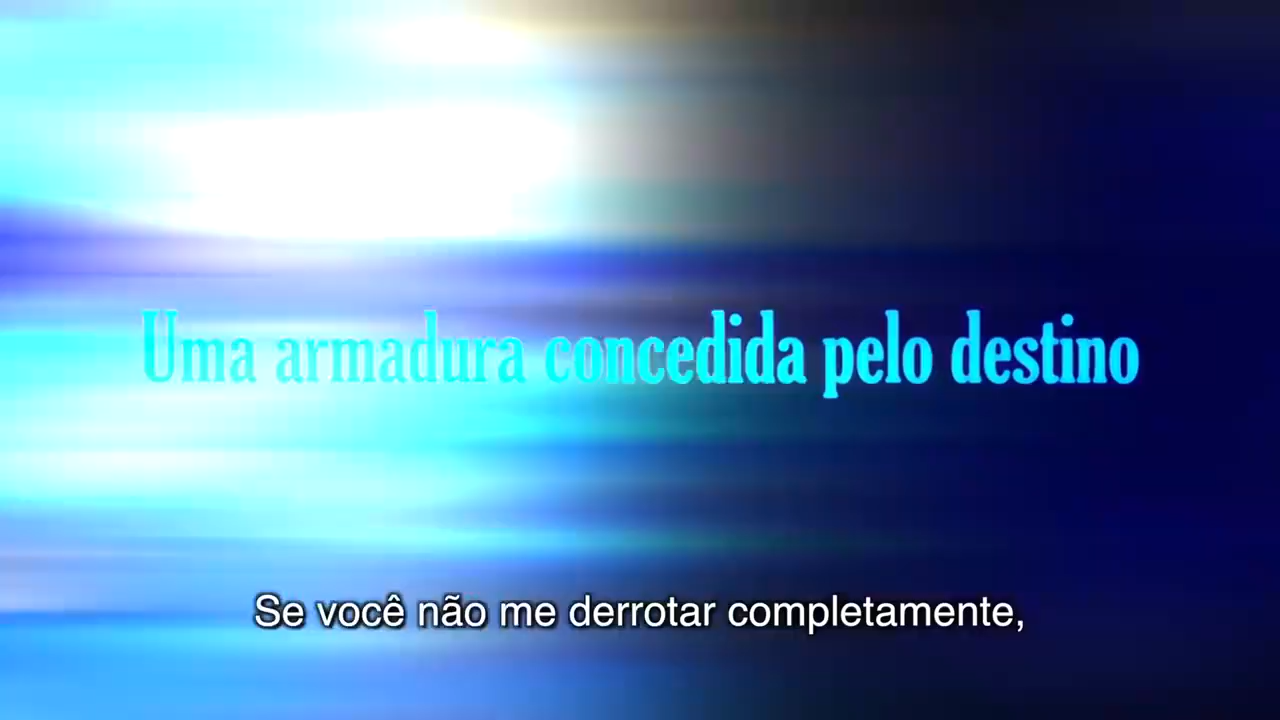 Uma armadura concedida pelo destino
Se você não me derrotar completamente,